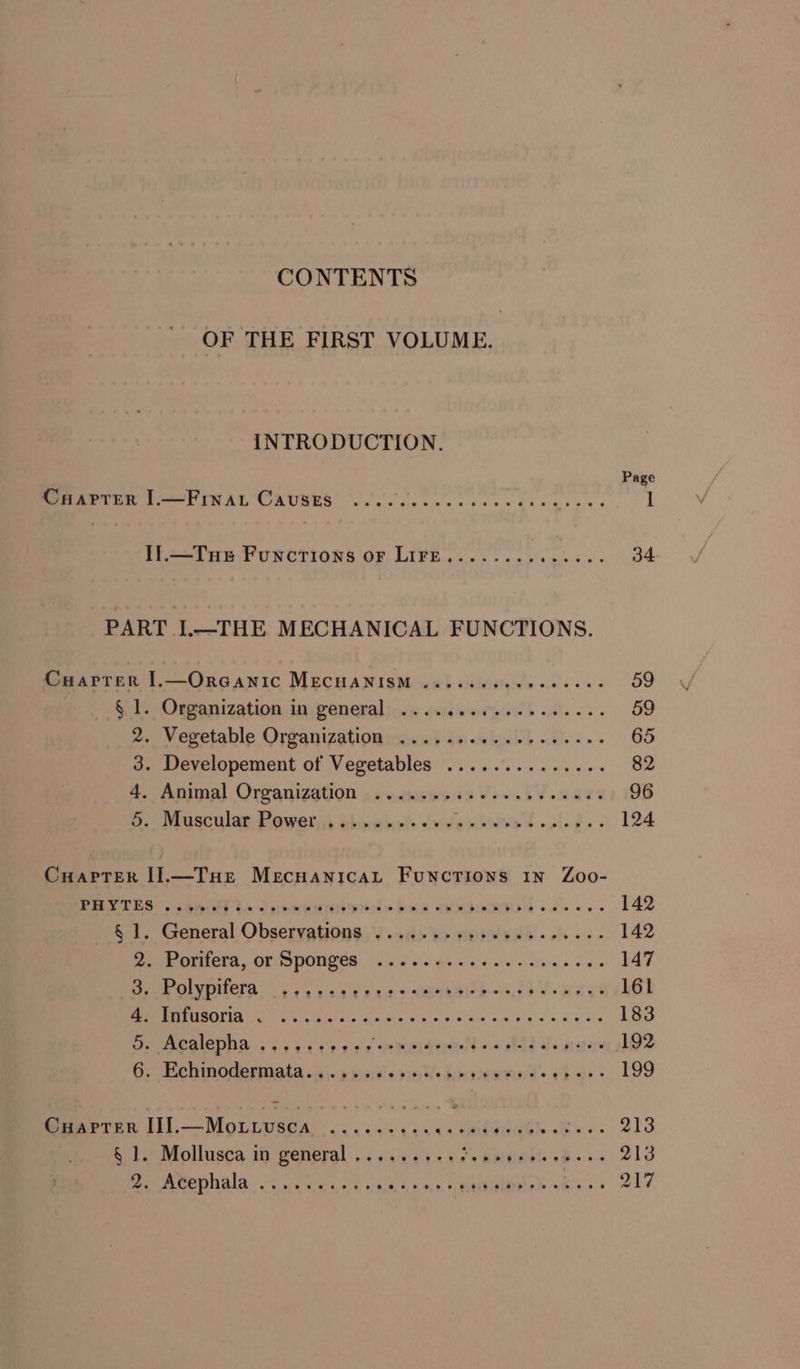 CONTENTS
OF THE FIRST VOLUME.
INTRODUCTION.
Page
CHAPTER I.—FINAL CAUSES ........................ 1
II.—THE FUNCTIONS OF LIFE............... 34
PART I.—THE MECHANICAL FUNCTIONS.
CHAPTER I.—ORGANIC MECHANISM .................. 59
§ 1. Organization in general .................... 59
2. Vegetable Organization .................... 65
3. Developement of Vegetables .............. 82
4. Animal Organization ...................... 96
5. Muscular Power .......................... 124
CHAPTER II.—THE MECHANICAL FUNCTIONS IN ZOO-
PHYTES ...................................... 142
§ 1. General Observations ...................... 142
2. Porifera, or Sponges ...................... 147
3. Polypifera .............................. 161
4. Infusoria .............................. 183
5. Acalepha ................................ 192
6. Echinodermata............................ 199
CHAPTER III.—MOLLUSCA .......................... 213
§ 1. Mollusca in general ........................ 213
2. Acephala ................................ 217